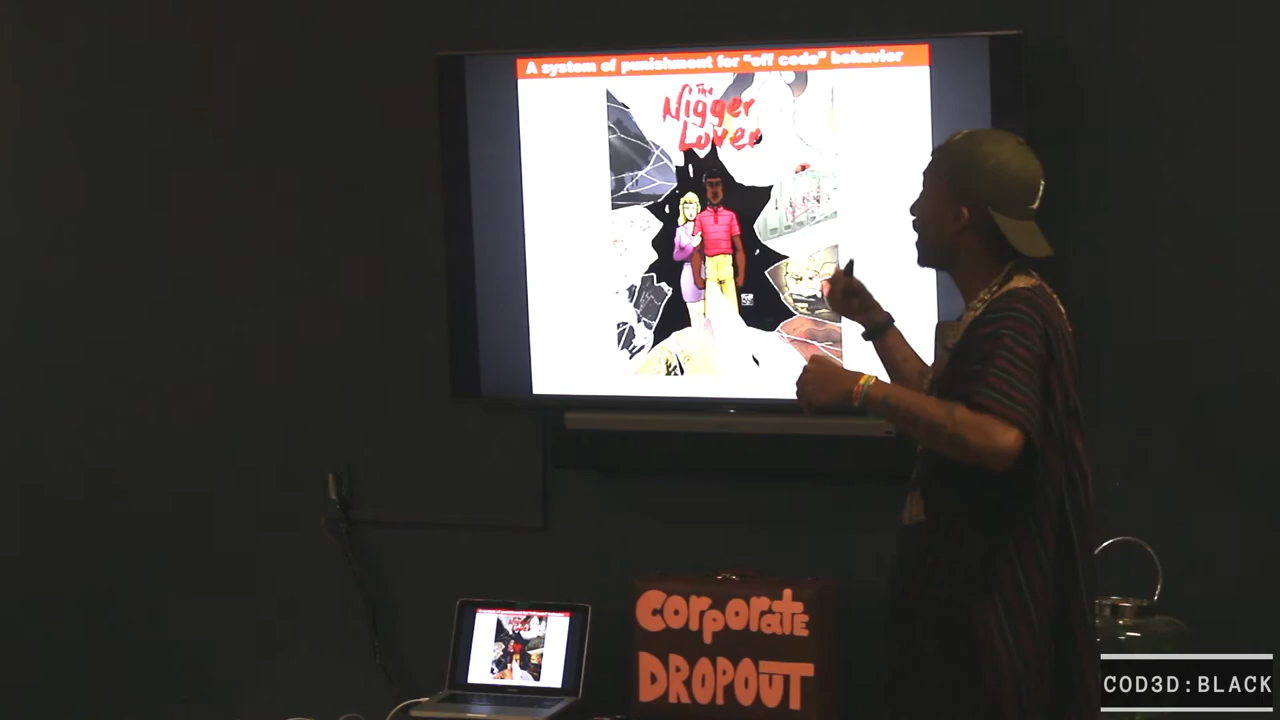 A system of punishment for "off code" behavior
The
Nigger
Lover
corporate
DROPOUT
COD3D:BLACK